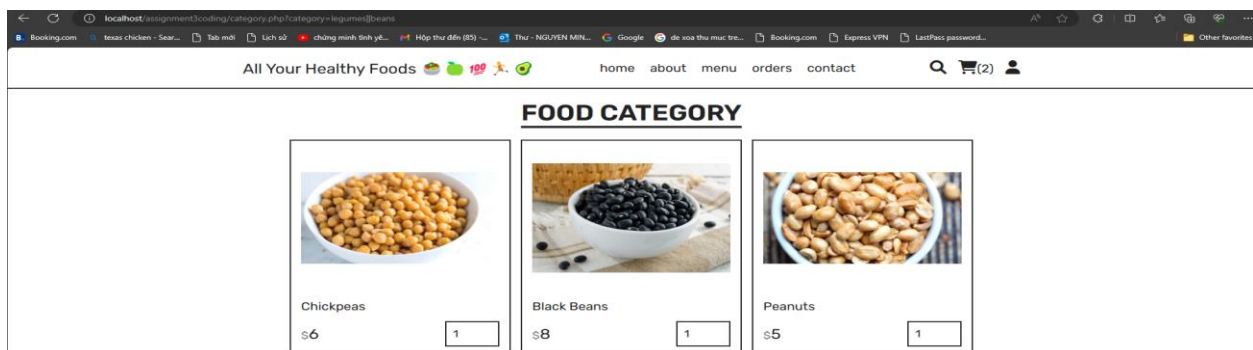 localhost/assignment3coding/category.php?category=legumes||beans
Booking.com texas chicken - Sear... Tab mới Lịch sử chứng minh tình yê... Hộp thư đến (85) -... Thư - NGUYEN MIN... Google de xoa thu muc tre... Booking.com Express VPN LastPass password... Other favorites
All Your Healthy Foods 🥗 🍏 💯 🏃 🥑 home about menu orders contact (2)
FOOD CATEGORY
Chickpeas Black Beans Peanuts
$6 1 $8 1 $5 1